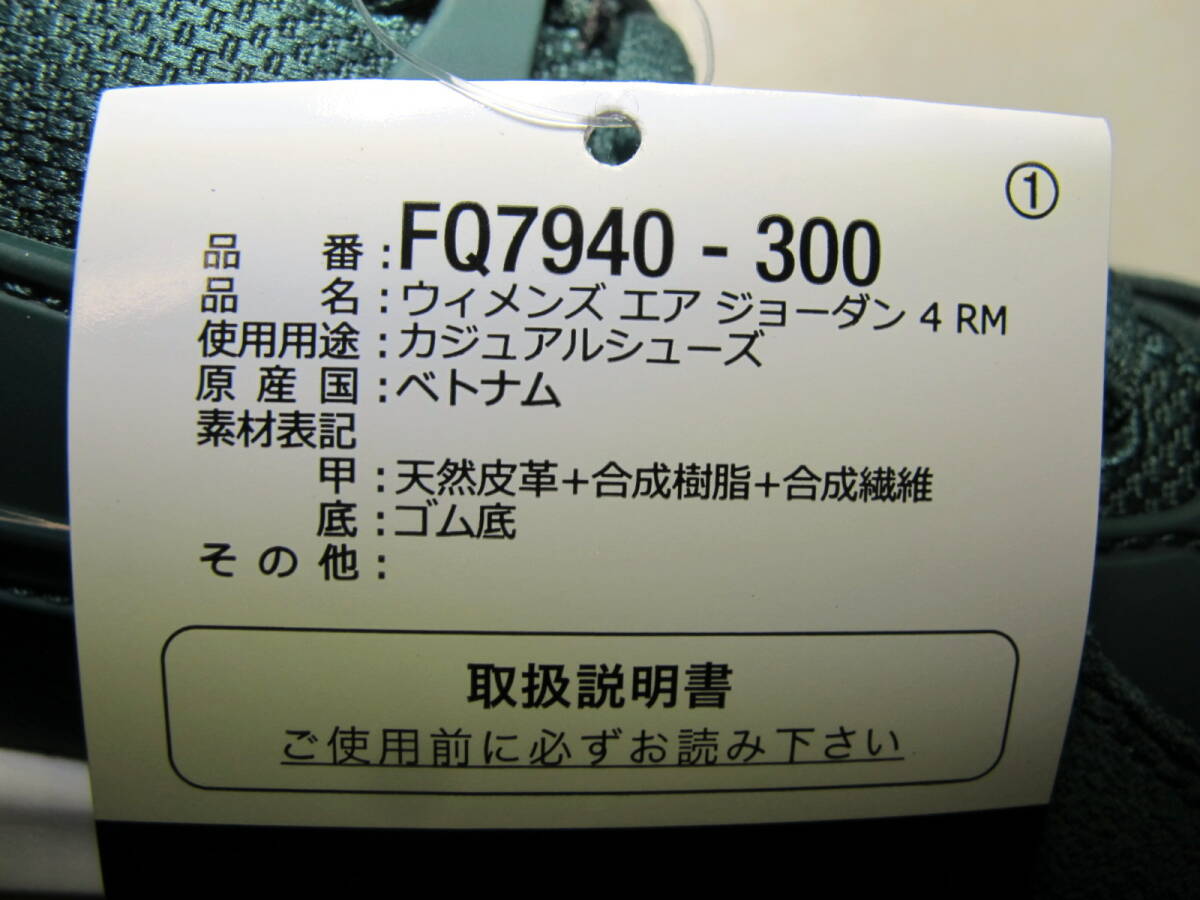 ①
品番:FQ7940-300
品名:ウィメンズ エア ジョーダン 4 RM
使用用途:カジュアルシューズ
原産国:ベトナム
素材表記
甲:天然皮革+合成樹脂+合成繊維
底:ゴム底
その他:
取扱説明書
ご使用前に必ずお読み下さい